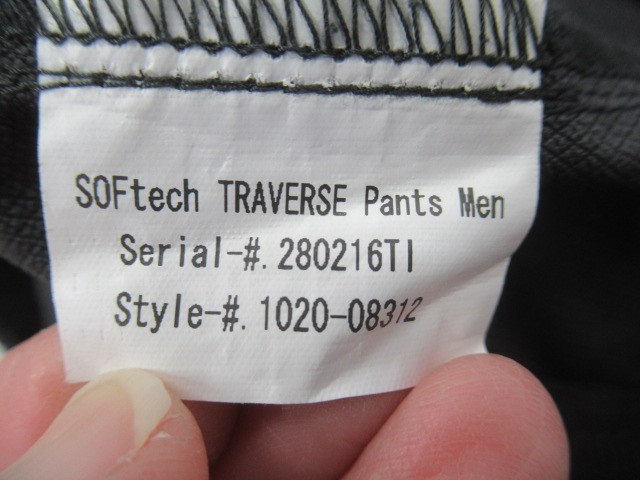 SOFtech TRAVERSE Pants Men
Serial-#.280216TI
Style-#.1020-08312